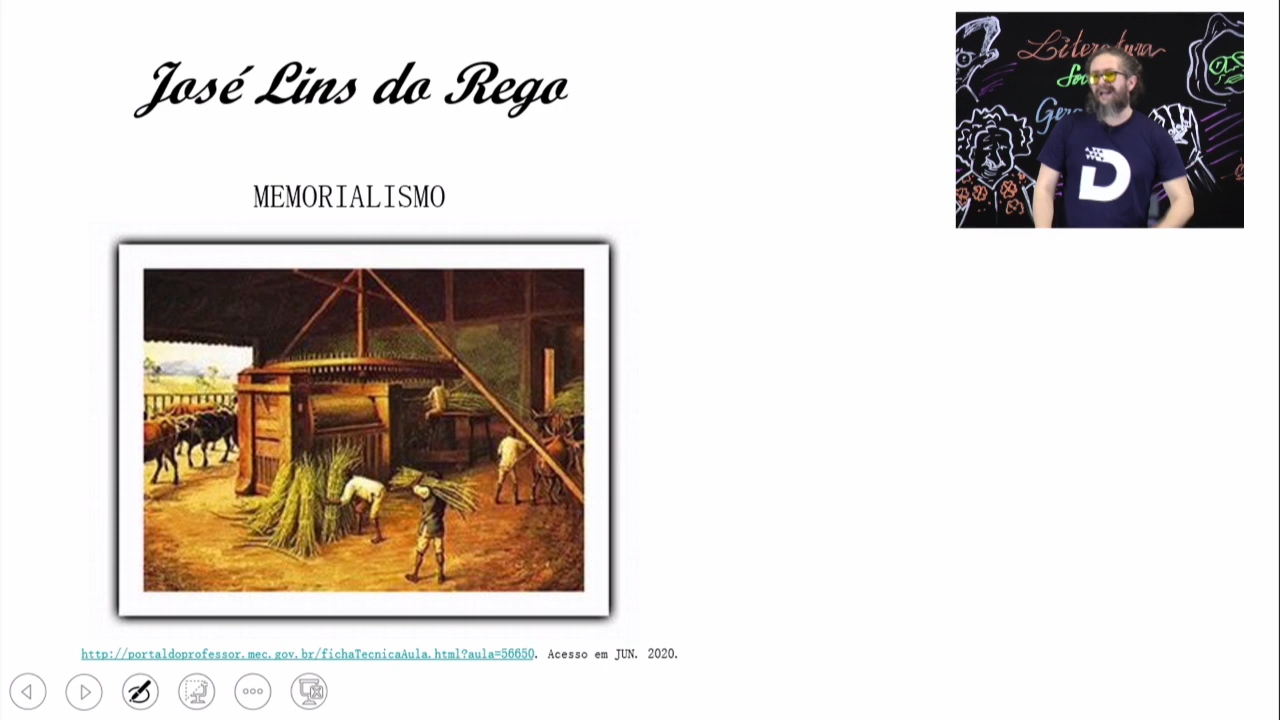 José Lins do Rego
MEMORIALISMO
http://portaldoprofessor.mec.gov.br/fichaTecnicaAula.html?aula=56650. Acesso em JUN. 2020.
Literatura
D